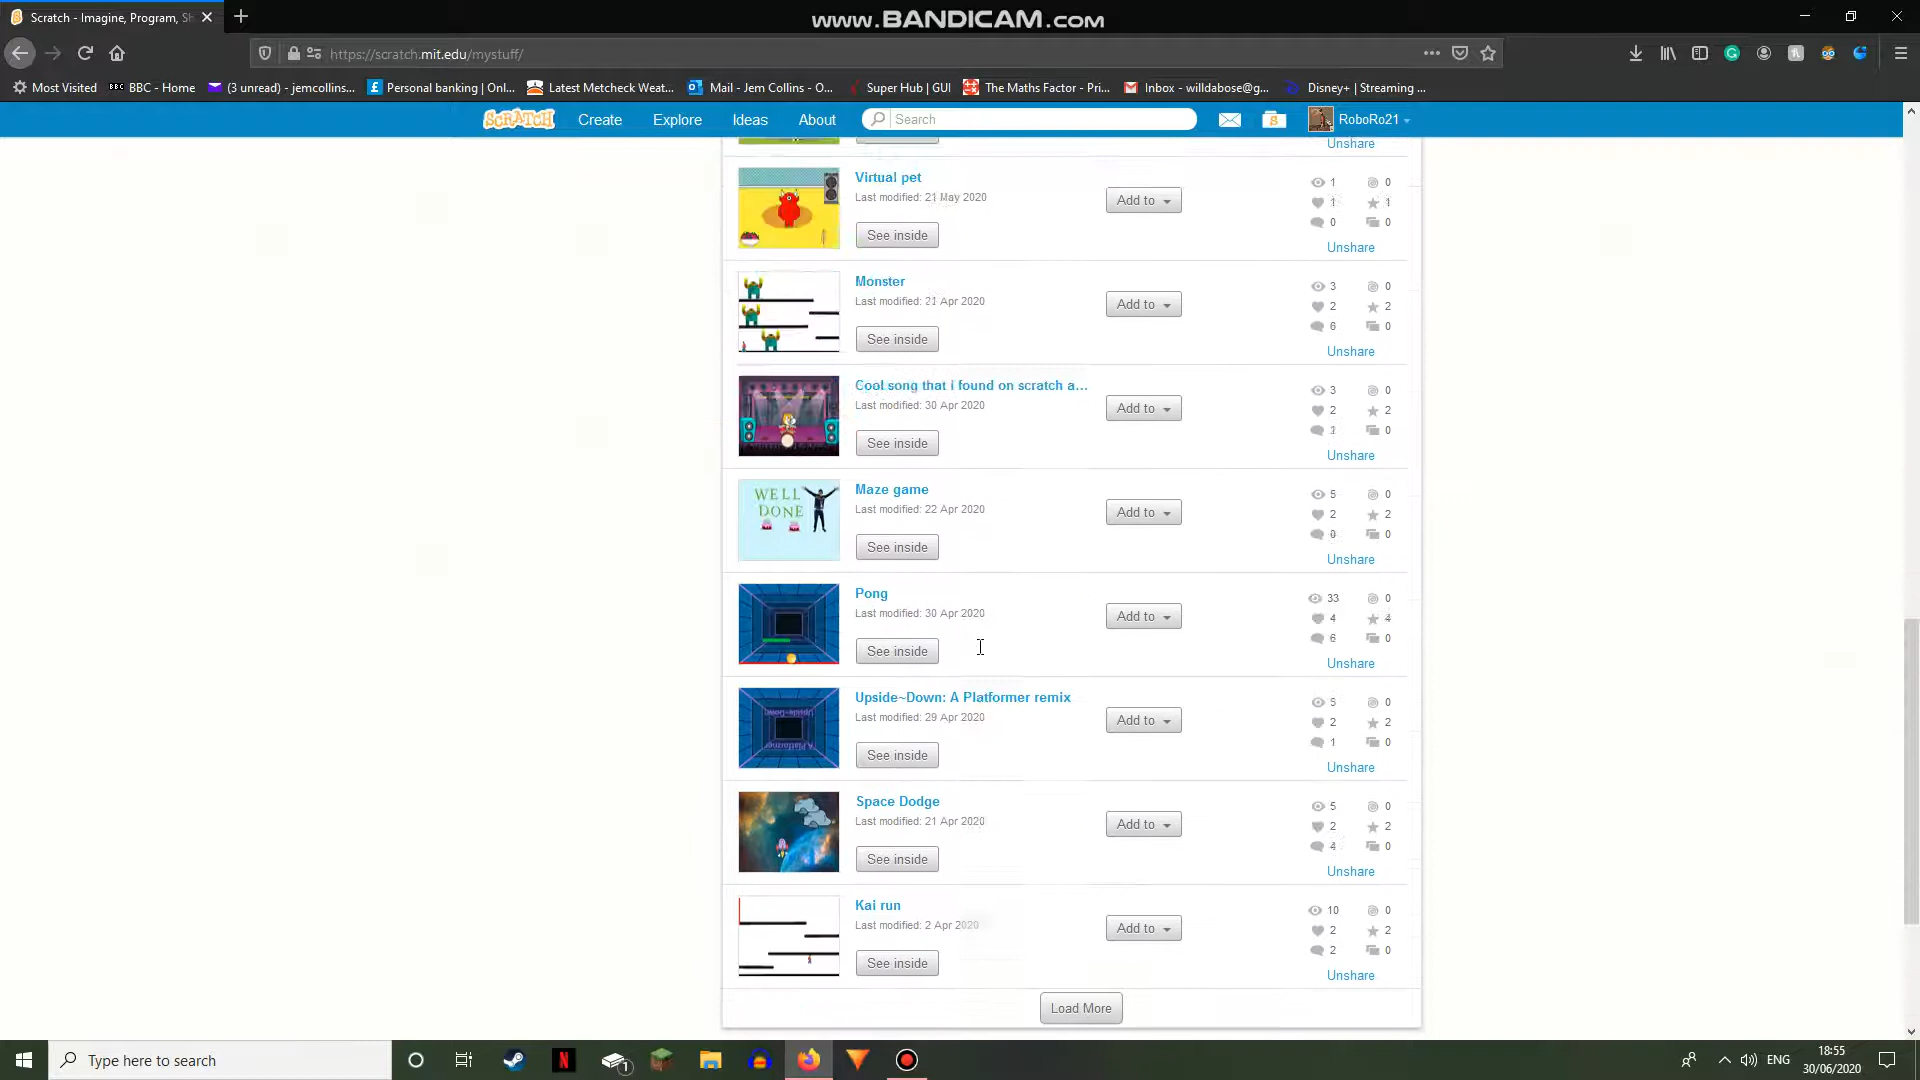 Scratch - Imagine, Program, Sh
www.BANDICAM.com
https://scratch.mit.edu/mystuff/
Most Visited BBC BBC - Home (3 unread) - jemcollins... Personal banking | Onl... Latest Metcheck Weat... Mail - Jem Collins - O... Super Hub | GUI The Maths Factor - Pri... Inbox - willdabose@g... Disney+ | Streaming ...
SCRATCH Create Explore Ideas About Search RoboRo21
Unshare
Virtual pet
Last modified: 21 May 2020
See inside
Add to
1 0
1 1
0 0
Unshare
Monster
Last modified: 21 Apr 2020
See inside
Add to
3 0
2 2
6 0
Unshare
Cool song that i found on scratch a...
Last modified: 30 Apr 2020
See inside
Add to
3 0
2 2
1 0
Unshare
WELL
DONE
Maze game
Last modified: 22 Apr 2020
See inside
Add to
5 0
2 2
0 0
Unshare
Pong
Last modified: 30 Apr 2020
See inside
Add to
33 0
4 4
6 0
Unshare
Upside~Down:
A Platformer
Upside~Down: A Platformer remix
Last modified: 29 Apr 2020
See inside
Add to
5 0
2 2
1 0
Unshare
Space Dodge
Last modified: 21 Apr 2020
See inside
Add to
5 0
2 2
4 0
Unshare
Kai run
Last modified: 2 Apr 2020
See inside
Add to
10 0
2 2
2 0
Unshare
Load More
Type here to search
1
ENG
18:55
30/06/2020